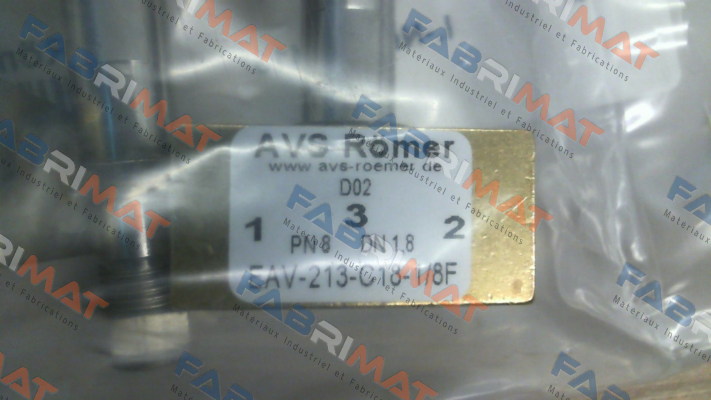 AVS Römer
www.avs-roemer.de
D02
1 3 2
PN 8 DN 1.8
EAV-213-C18-1/8F
FABRIMAT
Materiaux Industriel et Fabrications